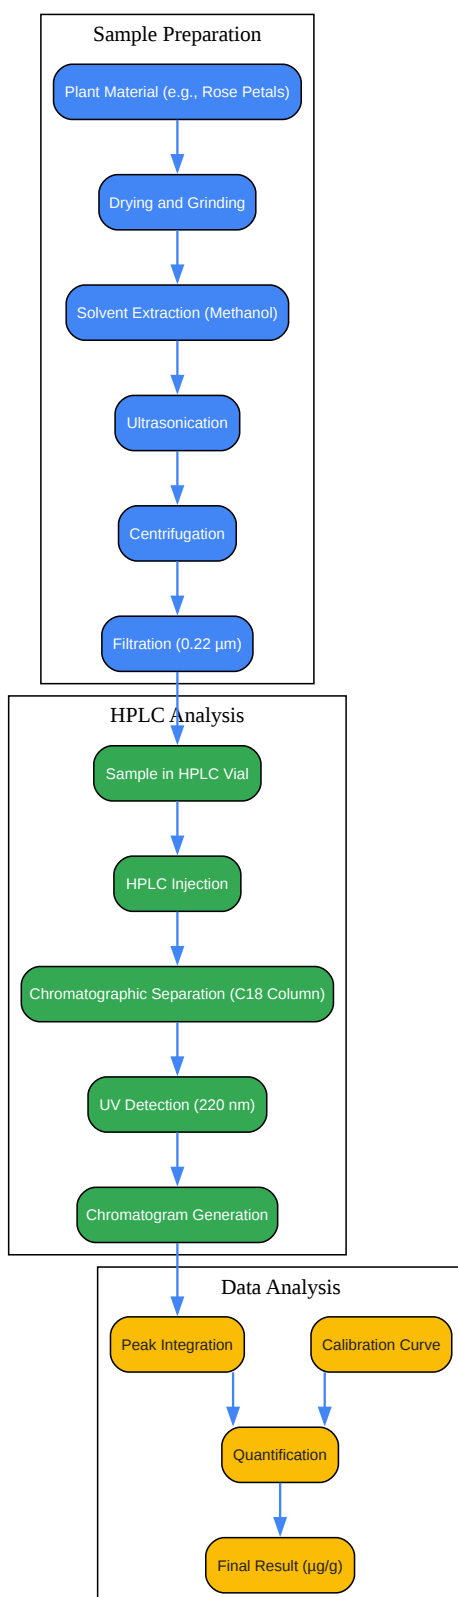 Sample Preparation
Plant Material (e.g., Rose Petals)
Drying and Grinding
Solvent Extraction (Methanol)
Ultrasonication
Centrifugation
Filtration (0.22 µm)
HPLC Analysis
Sample in HPLC Vial
HPLC Injection
Chromatographic Separation (C18 Column)
UV Detection (220 nm)
Chromatogram Generation
Data Analysis
Peak Integration
Calibration Curve
Quantification
Final Result (µg/g)